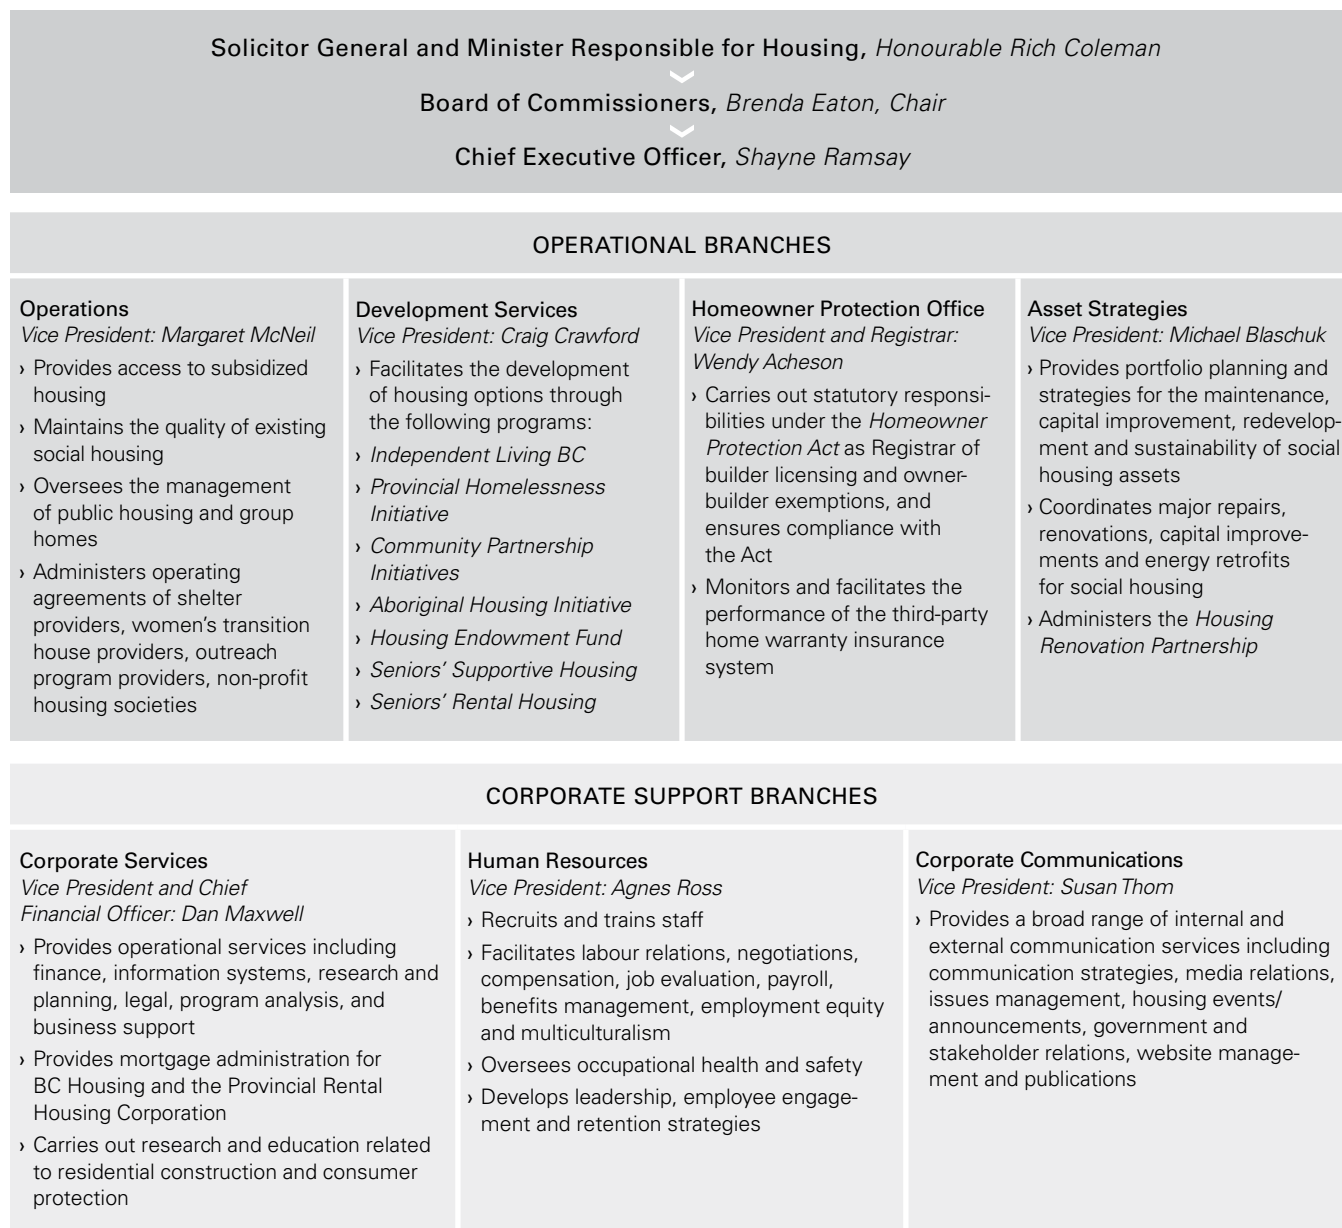 Solicitor General and Minister Responsible for Housing, Honourable Rich Coleman
Board of Commissioners, Brenda Eaton, Chair
Chief Executive Officer, Shayne Ramsay
OPERATIONAL BRANCHES
Operations
Vice President: Margaret McNeil
› Provides access to subsidized
housing
› Maintains the quality of existing
social housing
› Oversees the management
of public housing and group
homes
› Administers operating
agreements of shelter
providers, women’s transition
house providers, outreach
program providers, non-profit
housing societies
Development Services
Vice President: Craig Crawford
› Facilitates the development
of housing options through
the following programs:
› Independent Living BC
› Provincial Homelessness
Initiative
› Community Partnership
Initiatives
› Aboriginal Housing Initiative
› Housing Endowment Fund
› Seniors’ Supportive Housing
› Seniors’ Rental Housing
Homeowner Protection Office
Vice President and Registrar:
Wendy Acheson
› Carries out statutory responsi-
bilities under the Homeowner
Protection Act as Registrar of
builder licensing and owner-
builder exemptions, and
ensures compliance with
the Act
› Monitors and facilitates the
performance of the third-party
home warranty insurance
system
Asset Strategies
Vice President: Michael Blaschuk
› Provides portfolio planning and
strategies for the maintenance,
capital improvement, redevelop-
ment and sustainability of social
housing assets
› Coordinates major repairs,
renovations, capital improve-
ments and energy retrofits
for social housing
› Administers the Housing
Renovation Partnership
CORPORATE SUPPORT BRANCHES
Corporate Services
Vice President and Chief
Financial Officer: Dan Maxwell
› Provides operational services including
finance, information systems, research and
planning, legal, program analysis, and
business support
› Provides mortgage administration for
BC Housing and the Provincial Rental
Housing Corporation
› Carries out research and education related
to residential construction and consumer
protection
Human Resources
Vice President: Agnes Ross
› Recruits and trains staff
› Facilitates labour relations, negotiations,
compensation, job evaluation, payroll,
benefits management, employment equity
and multiculturalism
› Oversees occupational health and safety
› Develops leadership, employee engage-
ment and retention strategies
Corporate Communications
Vice President: Susan Thom
› Provides a broad range of internal and
external communication services including
communication strategies, media relations,
issues management, housing events/
announcements, government and
stakeholder relations, website manage-
ment and publications